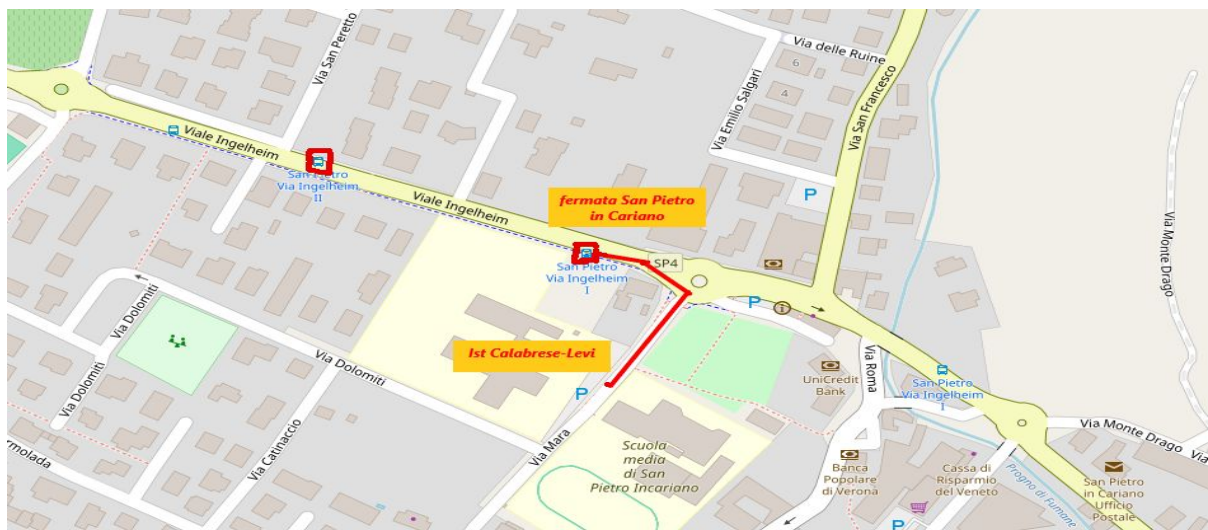 Via delle Ruine
6
4
Via San Peretto
Via Emilio Salgari
Via San Francesco
Viale Ingelheim
San Pietro
Via Ingelheim
II
Viale Ingelheim
fermata San Pietro
in Cariano
P
SP4
San Pietro
Via Ingelheim
I
P
i
Via Monte Drago
Via Dolomiti
Ist Calabrese-Levi
Via Dolomiti
Via Dolomiti
P
UniCredit
Bank
Via Roma
San Pietro
Via Ingelheim
I
Via Catinaccio
Via Mara
Scuola
media
di San
Pietro Incariano
Via Monte Drago
Banca
Popolare
di Verona
Cassa di
Risparmio
del Veneto
Progno di Fumane
San Pietro
in Cariano
Ufficio
Postale
P